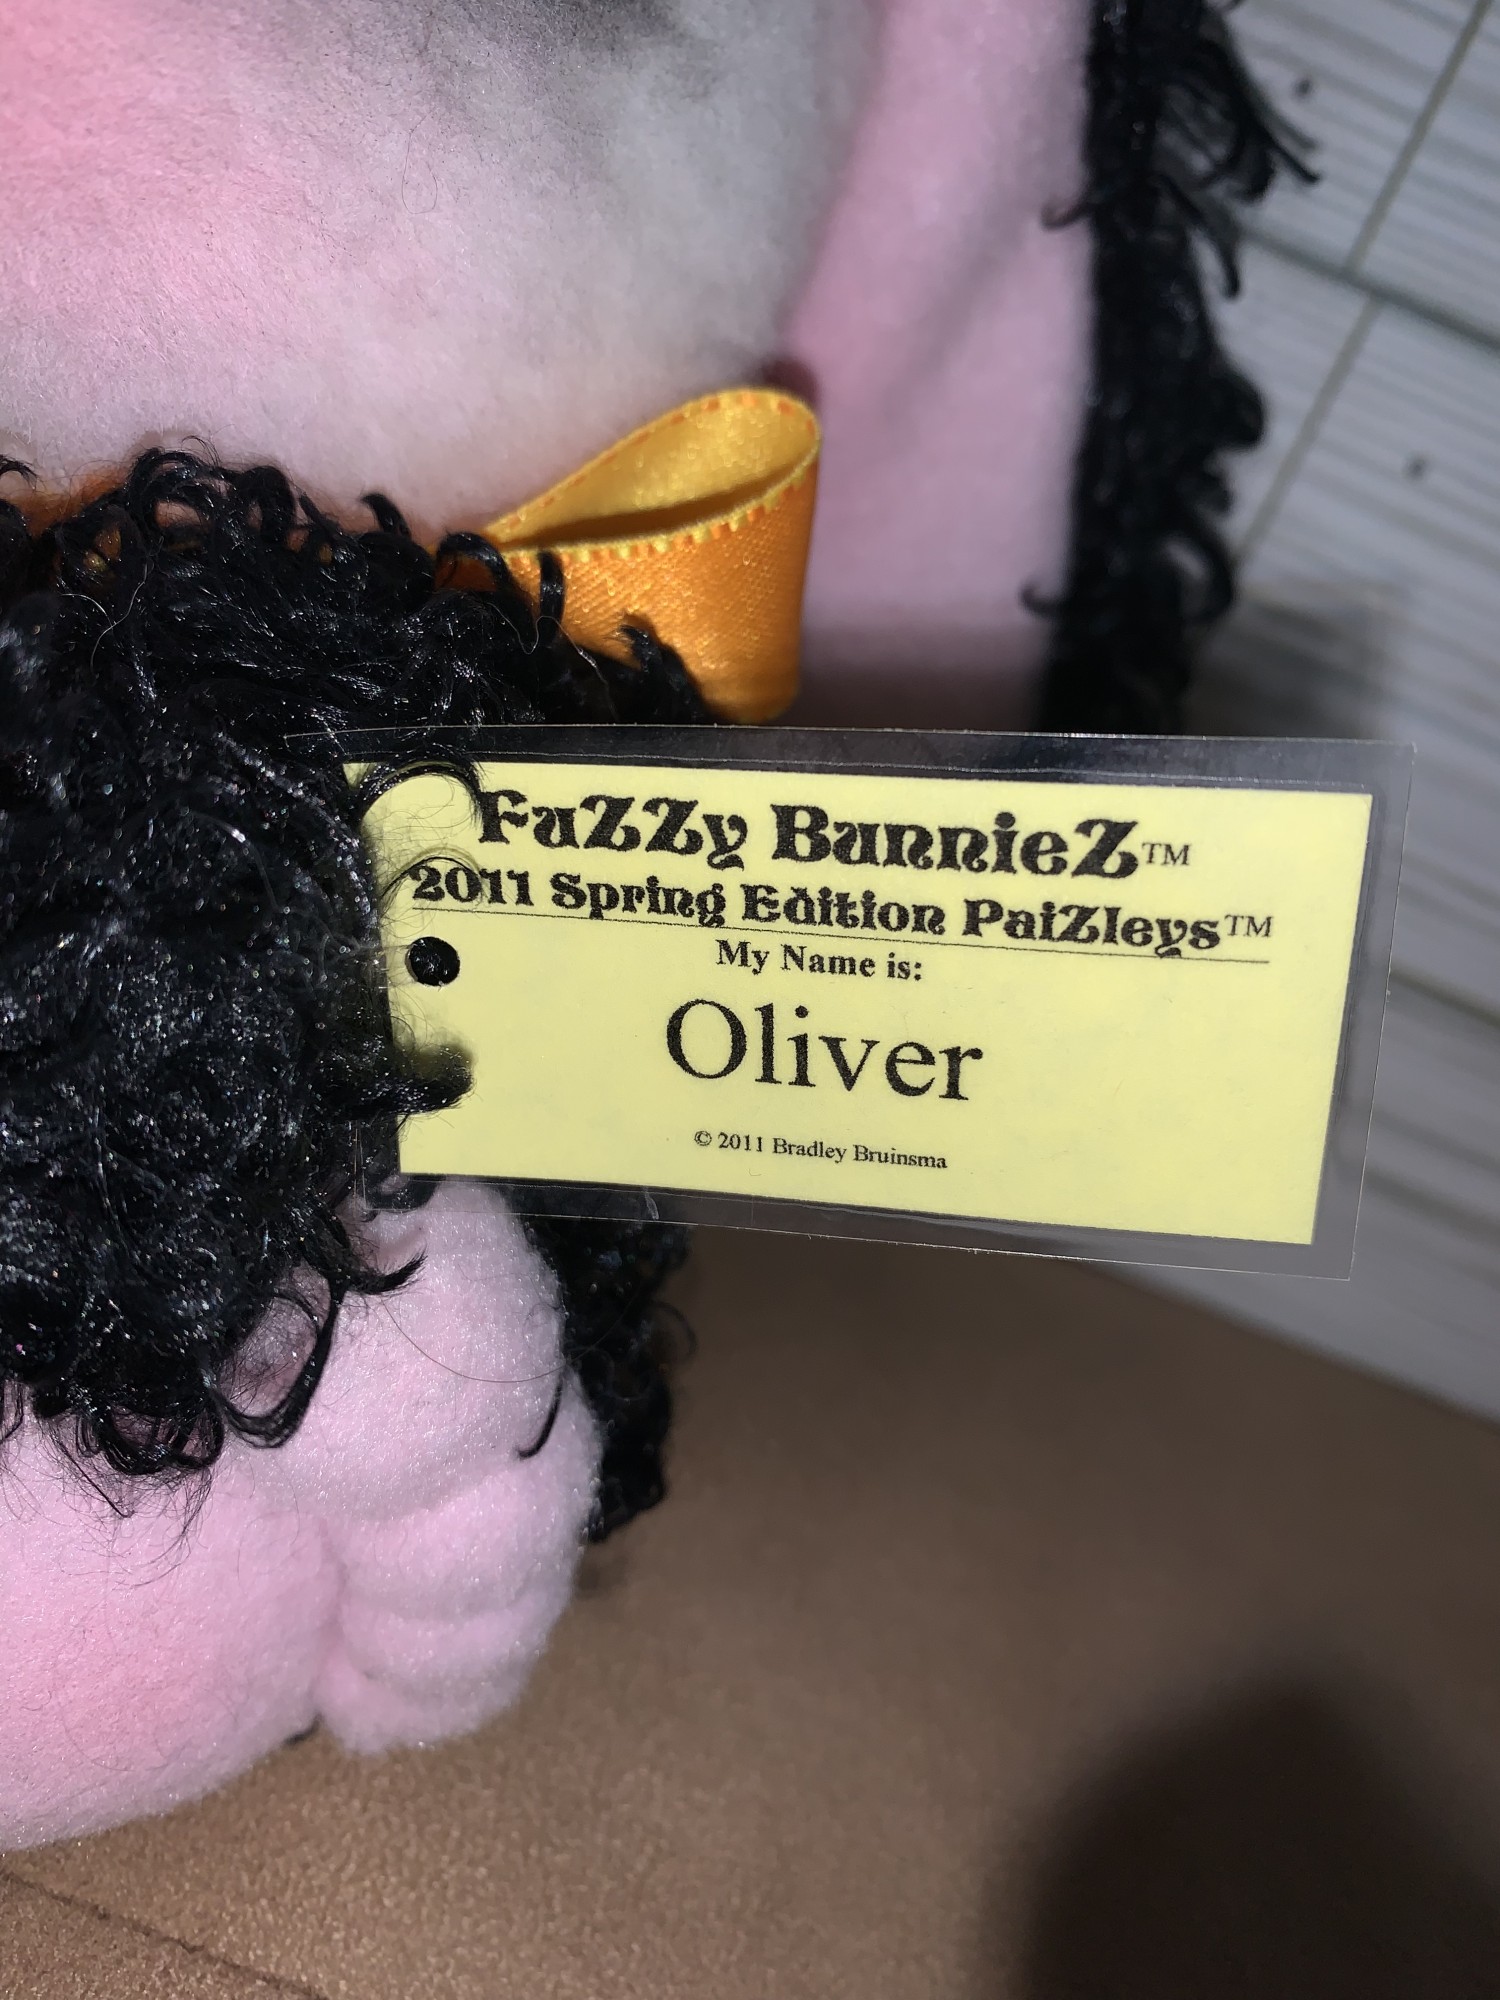 FuZZy BunnieZ™
2011 Spring Edition PaiZleys™
My Name is:
Oliver
© 2011 Bradley Bruinsma